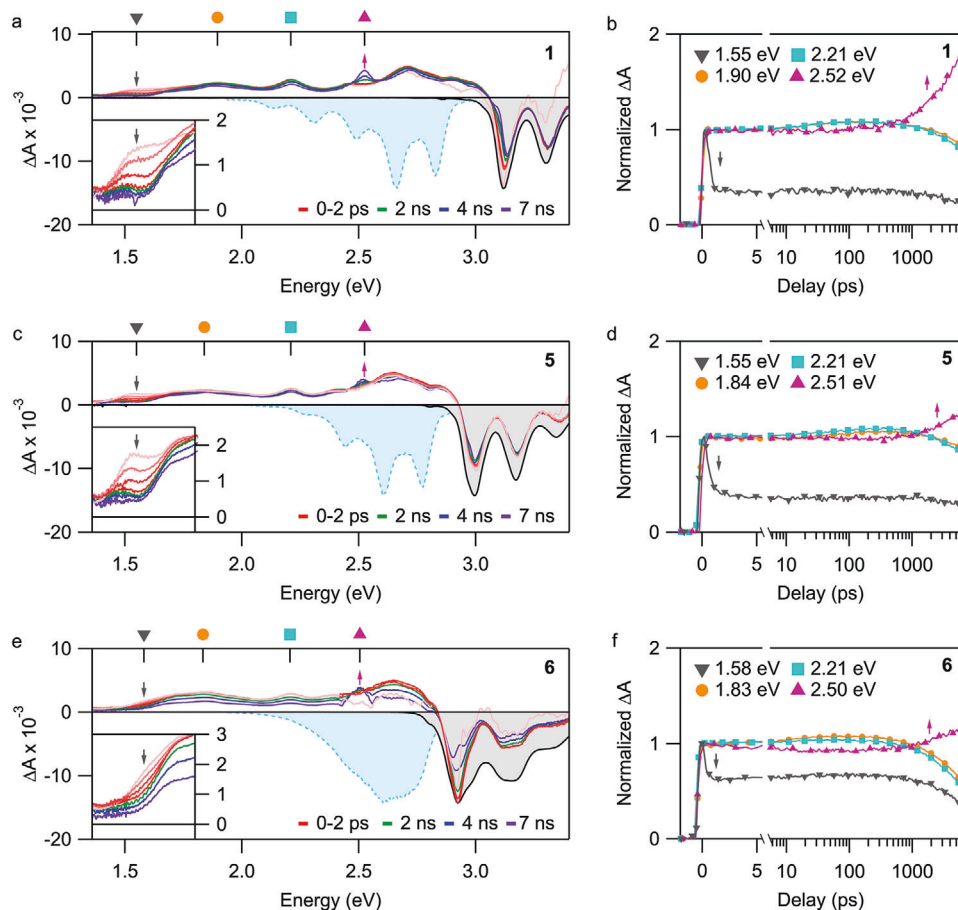 a
10
0
-10
-20
ΔA x 10⁻³
1
2
1
0
0-2 ps 2 ns 4 ns 7 ns
1.5 2.0 2.5 3.0
Energy (eV)
b
2
1
0
Normalized ΔA
1.55 eV 2.21 eV
1.90 eV 2.52 eV
1
0 5 10 100 1000
Delay (ps)
c
10
0
-10
-20
ΔA x 10⁻³
5
2
1
0
0-2 ps 2 ns 4 ns 7 ns
1.5 2.0 2.5 3.0
Energy (eV)
d
2
1
0
Normalized ΔA
1.55 eV 2.21 eV
1.84 eV 2.51 eV
5
0 5 10 100 1000
Delay (ps)
e
10
0
-10
-20
ΔA x 10⁻³
6
3
2
1
0
0-2 ps 2 ns 4 ns 7 ns
1.5 2.0 2.5 3.0
Energy (eV)
f
2
1
0
Normalized ΔA
1.58 eV 2.21 eV
1.83 eV 2.50 eV
6
0 5 10 100 1000
Delay (ps)